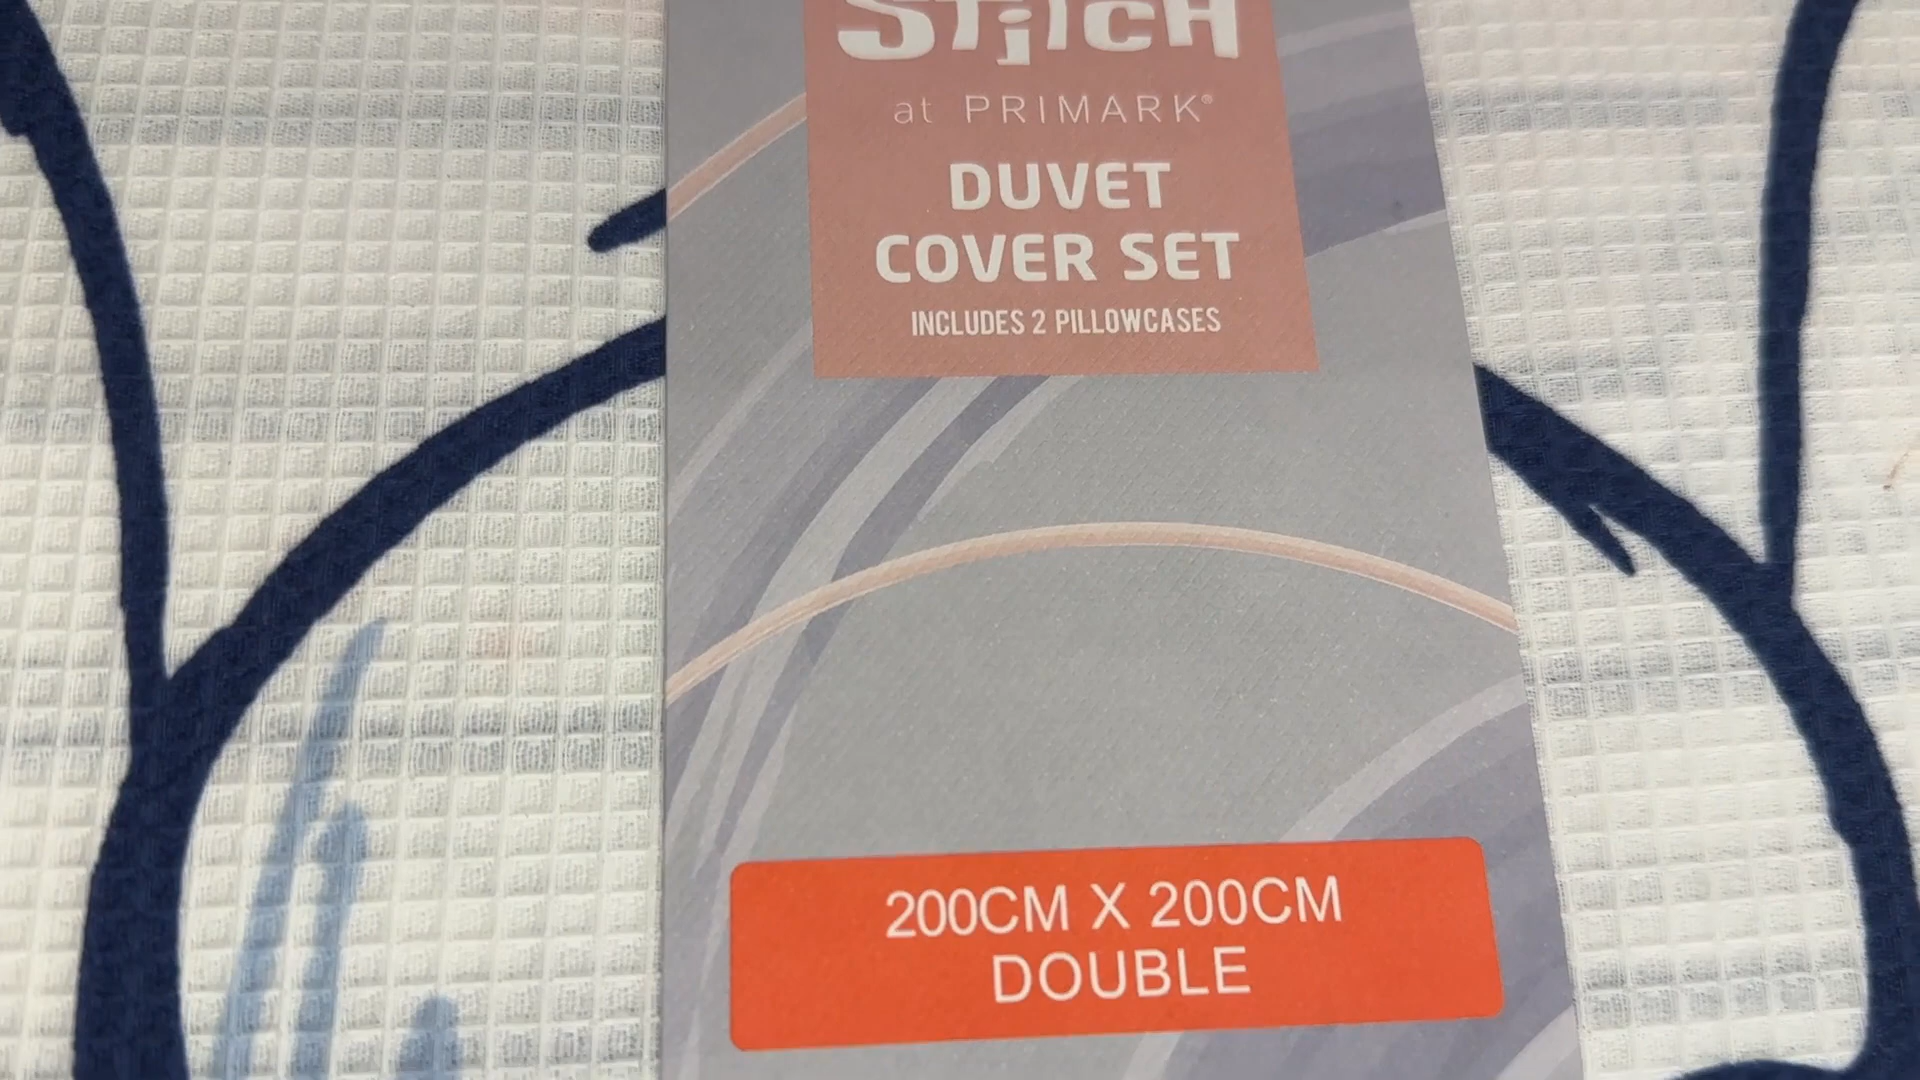 STiTCH
at PRIMARK®
DUVET
COVER SET
INCLUDES 2 PILLOWCASES
200CM X 200CM
DOUBLE